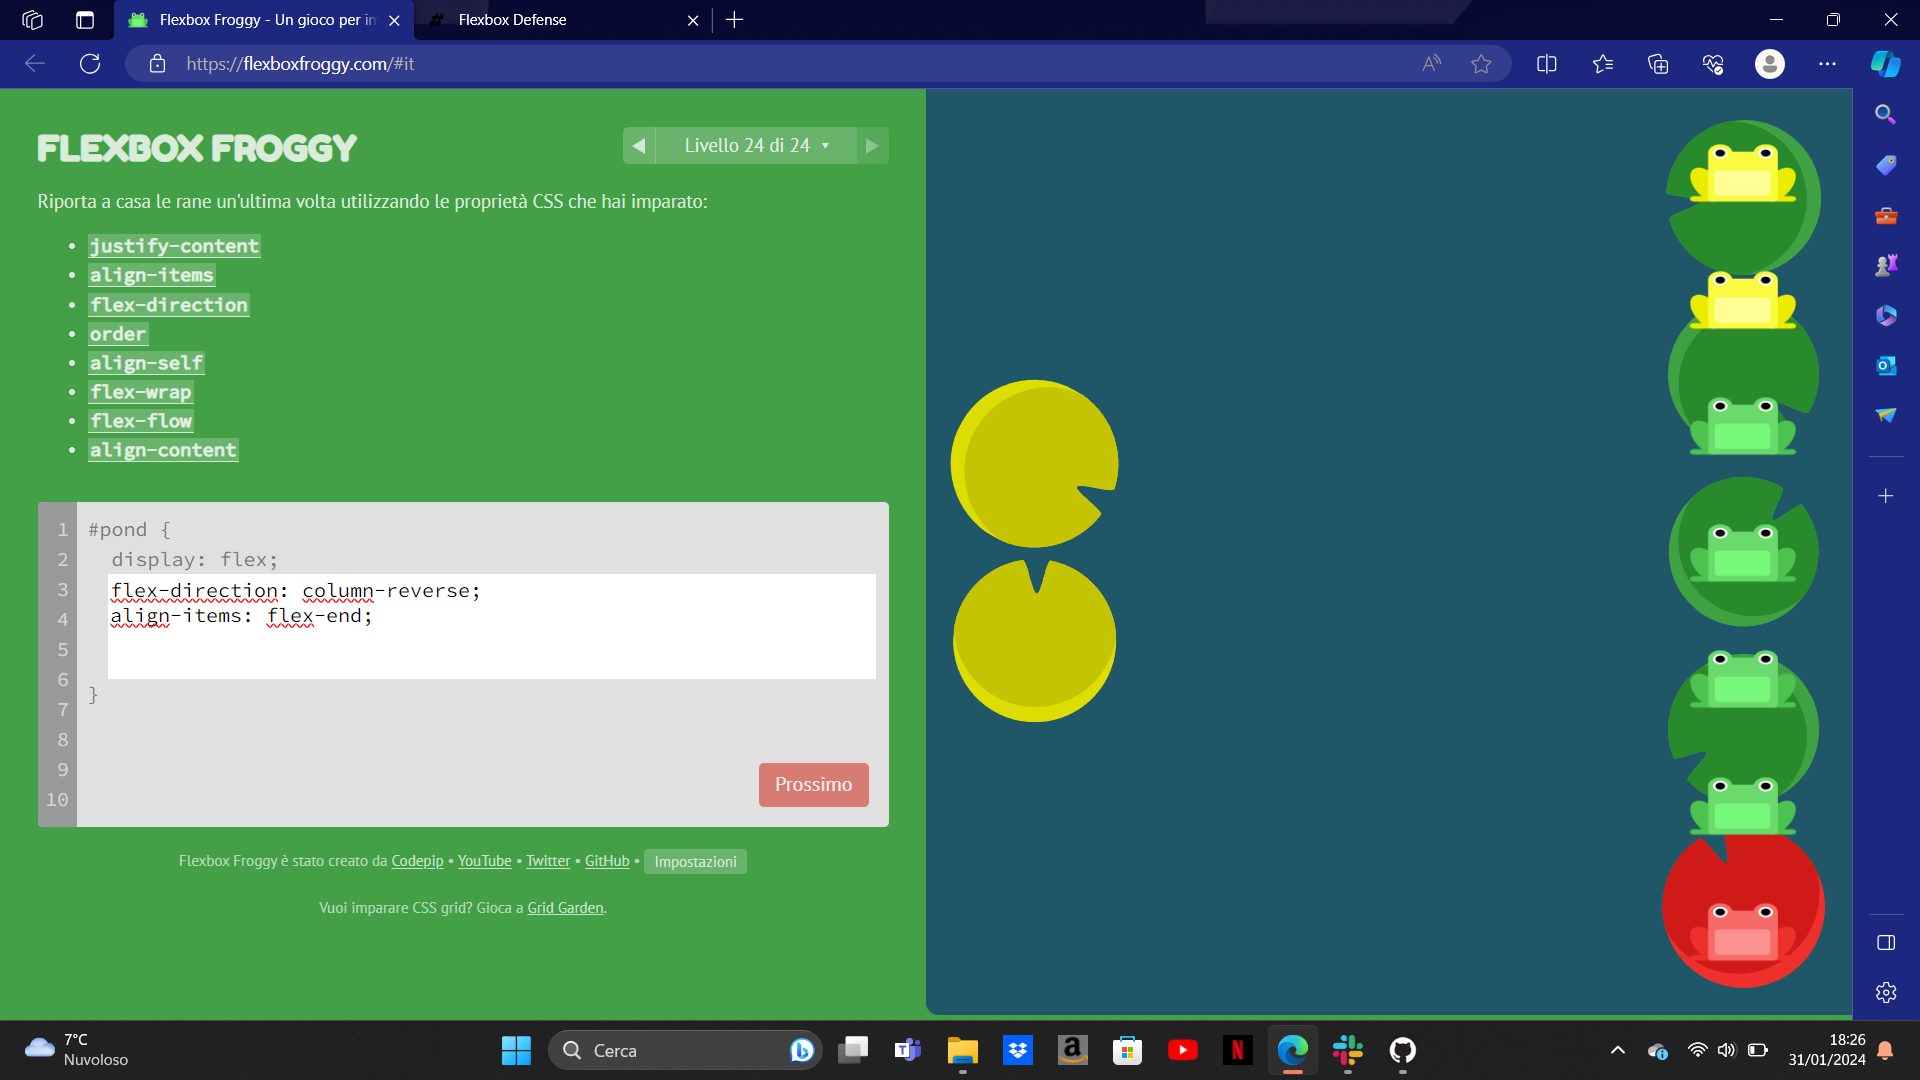 Flexbox Froggy - Un gioco per im
Flexbox Defense
https://flexboxfroggy.com/#it
FLEXBOX FROGGY
Livello 24 di 24 ▾
Riporta a casa le rane un'ultima volta utilizzando le proprietà CSS che hai imparato:
• justify-content
• align-items
• flex-direction
• order
• align-self
• flex-wrap
• flex-flow
• align-content
1 #pond {
2 display: flex;
3 flex-direction: column-reverse;
4 align-items: flex-end;
5
6 }
7
8
9
10
Prossimo
Flexbox Froggy è stato creato da Codepip • YouTube • Twitter • GitHub • Impostazioni
Vuoi imparare CSS grid? Gioca a Grid Garden.
7°C
Nuvoloso
Cerca
18:26
31/01/2024